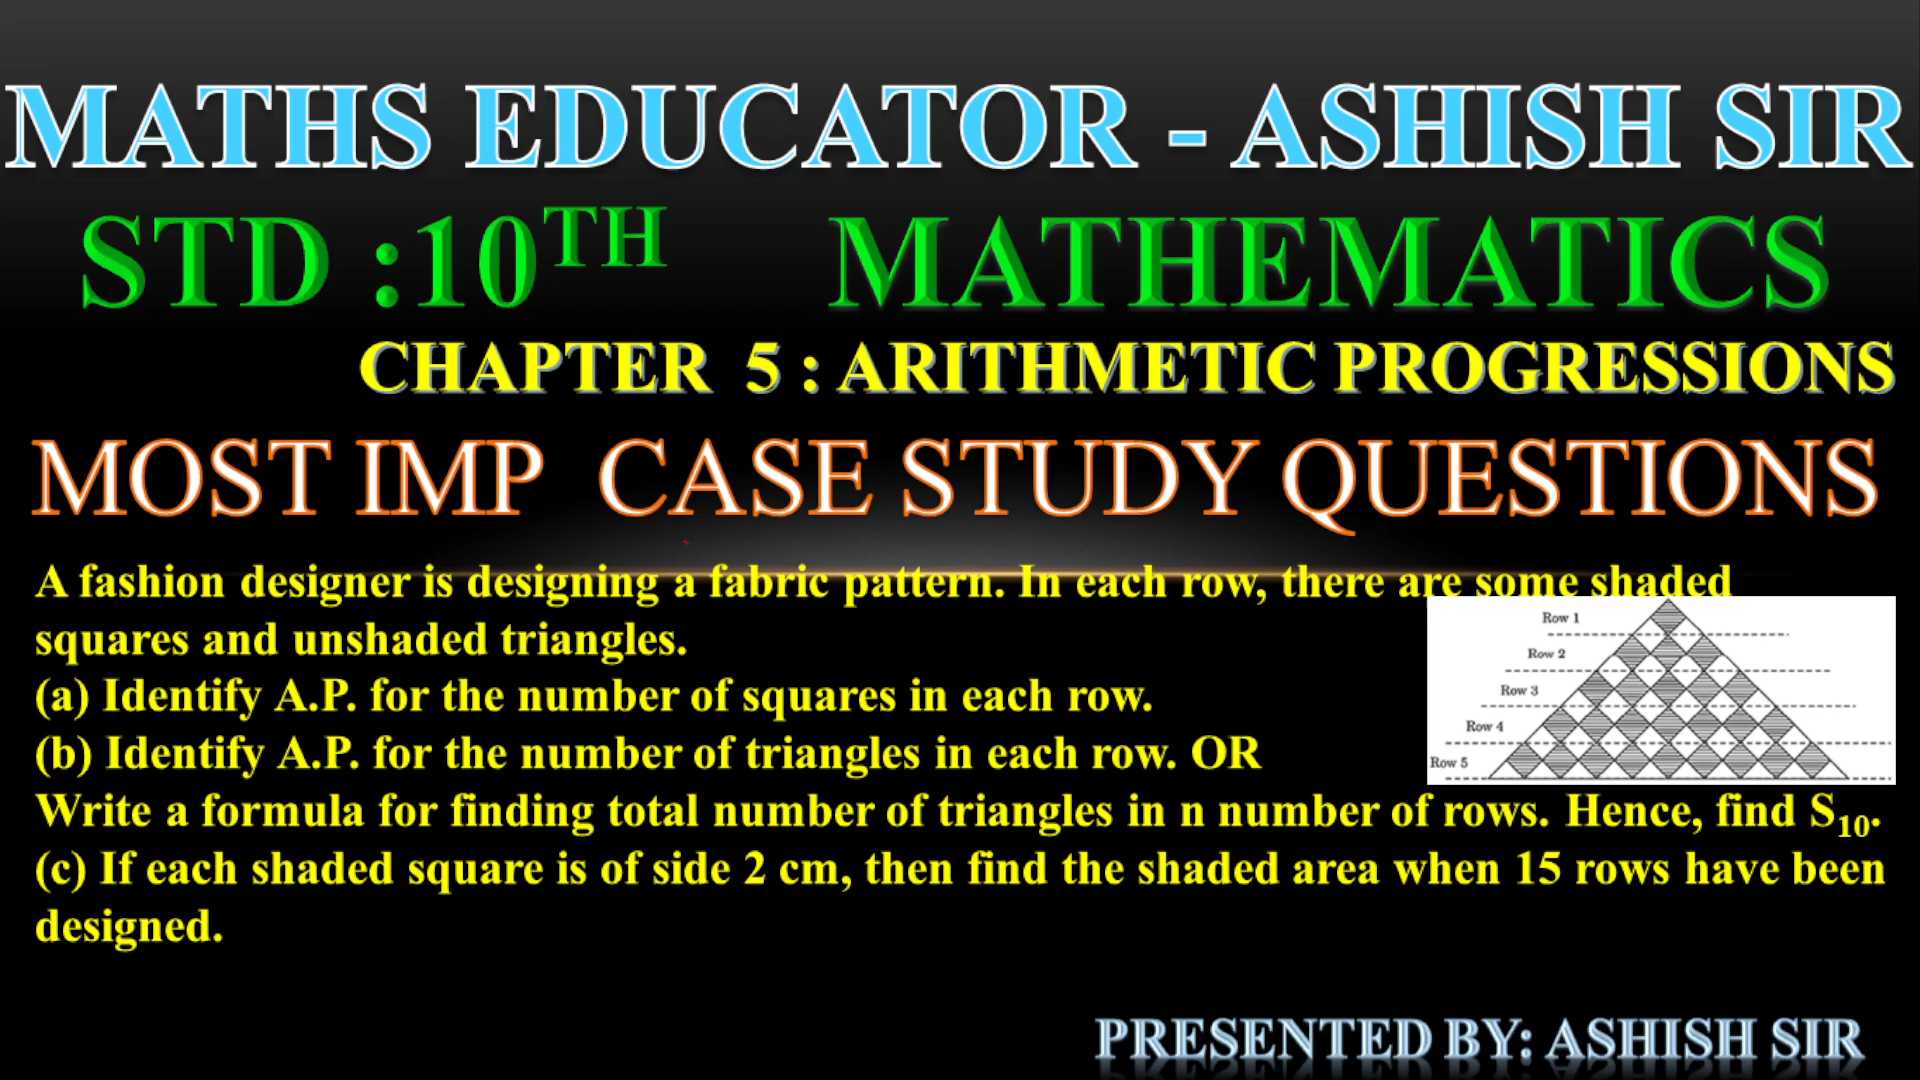 MATHS EDUCATOR - ASHISH SIR
STD :10TH MATHEMATICS
CHAPTER 5 : ARITHMETIC PROGRESSIONS
MOST IMP CASE STUDY QUESTIONS
A fashion designer is designing a fabric pattern. In each row, there are some shaded
squares and unshaded triangles.
(a) Identify A.P. for the number of squares in each row.
(b) Identify A.P. for the number of triangles in each row. OR
Write a formula for finding total number of triangles in n number of rows. Hence, find S10.
(c) If each shaded square is of side 2 cm, then find the shaded area when 15 rows have been
designed.
Row 1
Row 2
Row 3
Row 4
Row 5
PRESENTED BY: ASHISH SIR